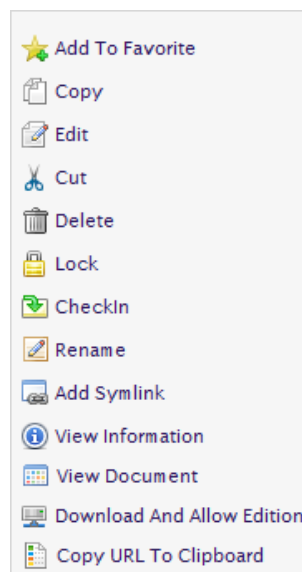 Add To Favorite
Copy
Edit
Cut
Delete
Lock
CheckIn
Rename
Add Symlink
View Information
View Document
Download And Allow Edition
Copy URL To Clipboard